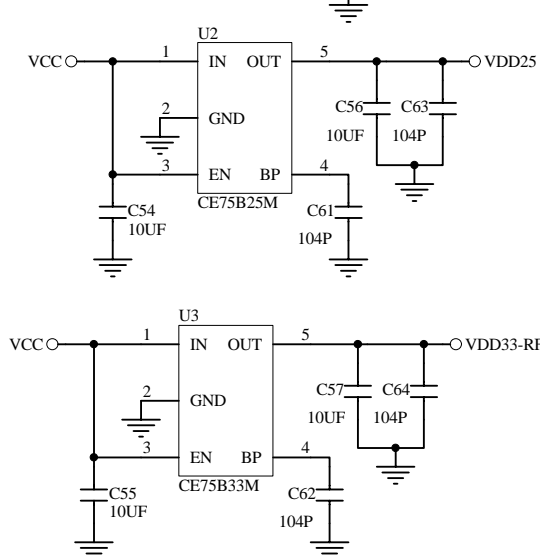 U2
VCC 1 IN OUT 5 VDD25
2 GND
C56 C63
10UF 104P
3 EN BP 4
CE75B25M
C54
10UF
C61
104P
U3
VCC 1 IN OUT 5 VDD33-RF
2 GND
C57 C64
10UF 104P
3 EN BP 4
CE75B33M
C55
10UF
C62
104P